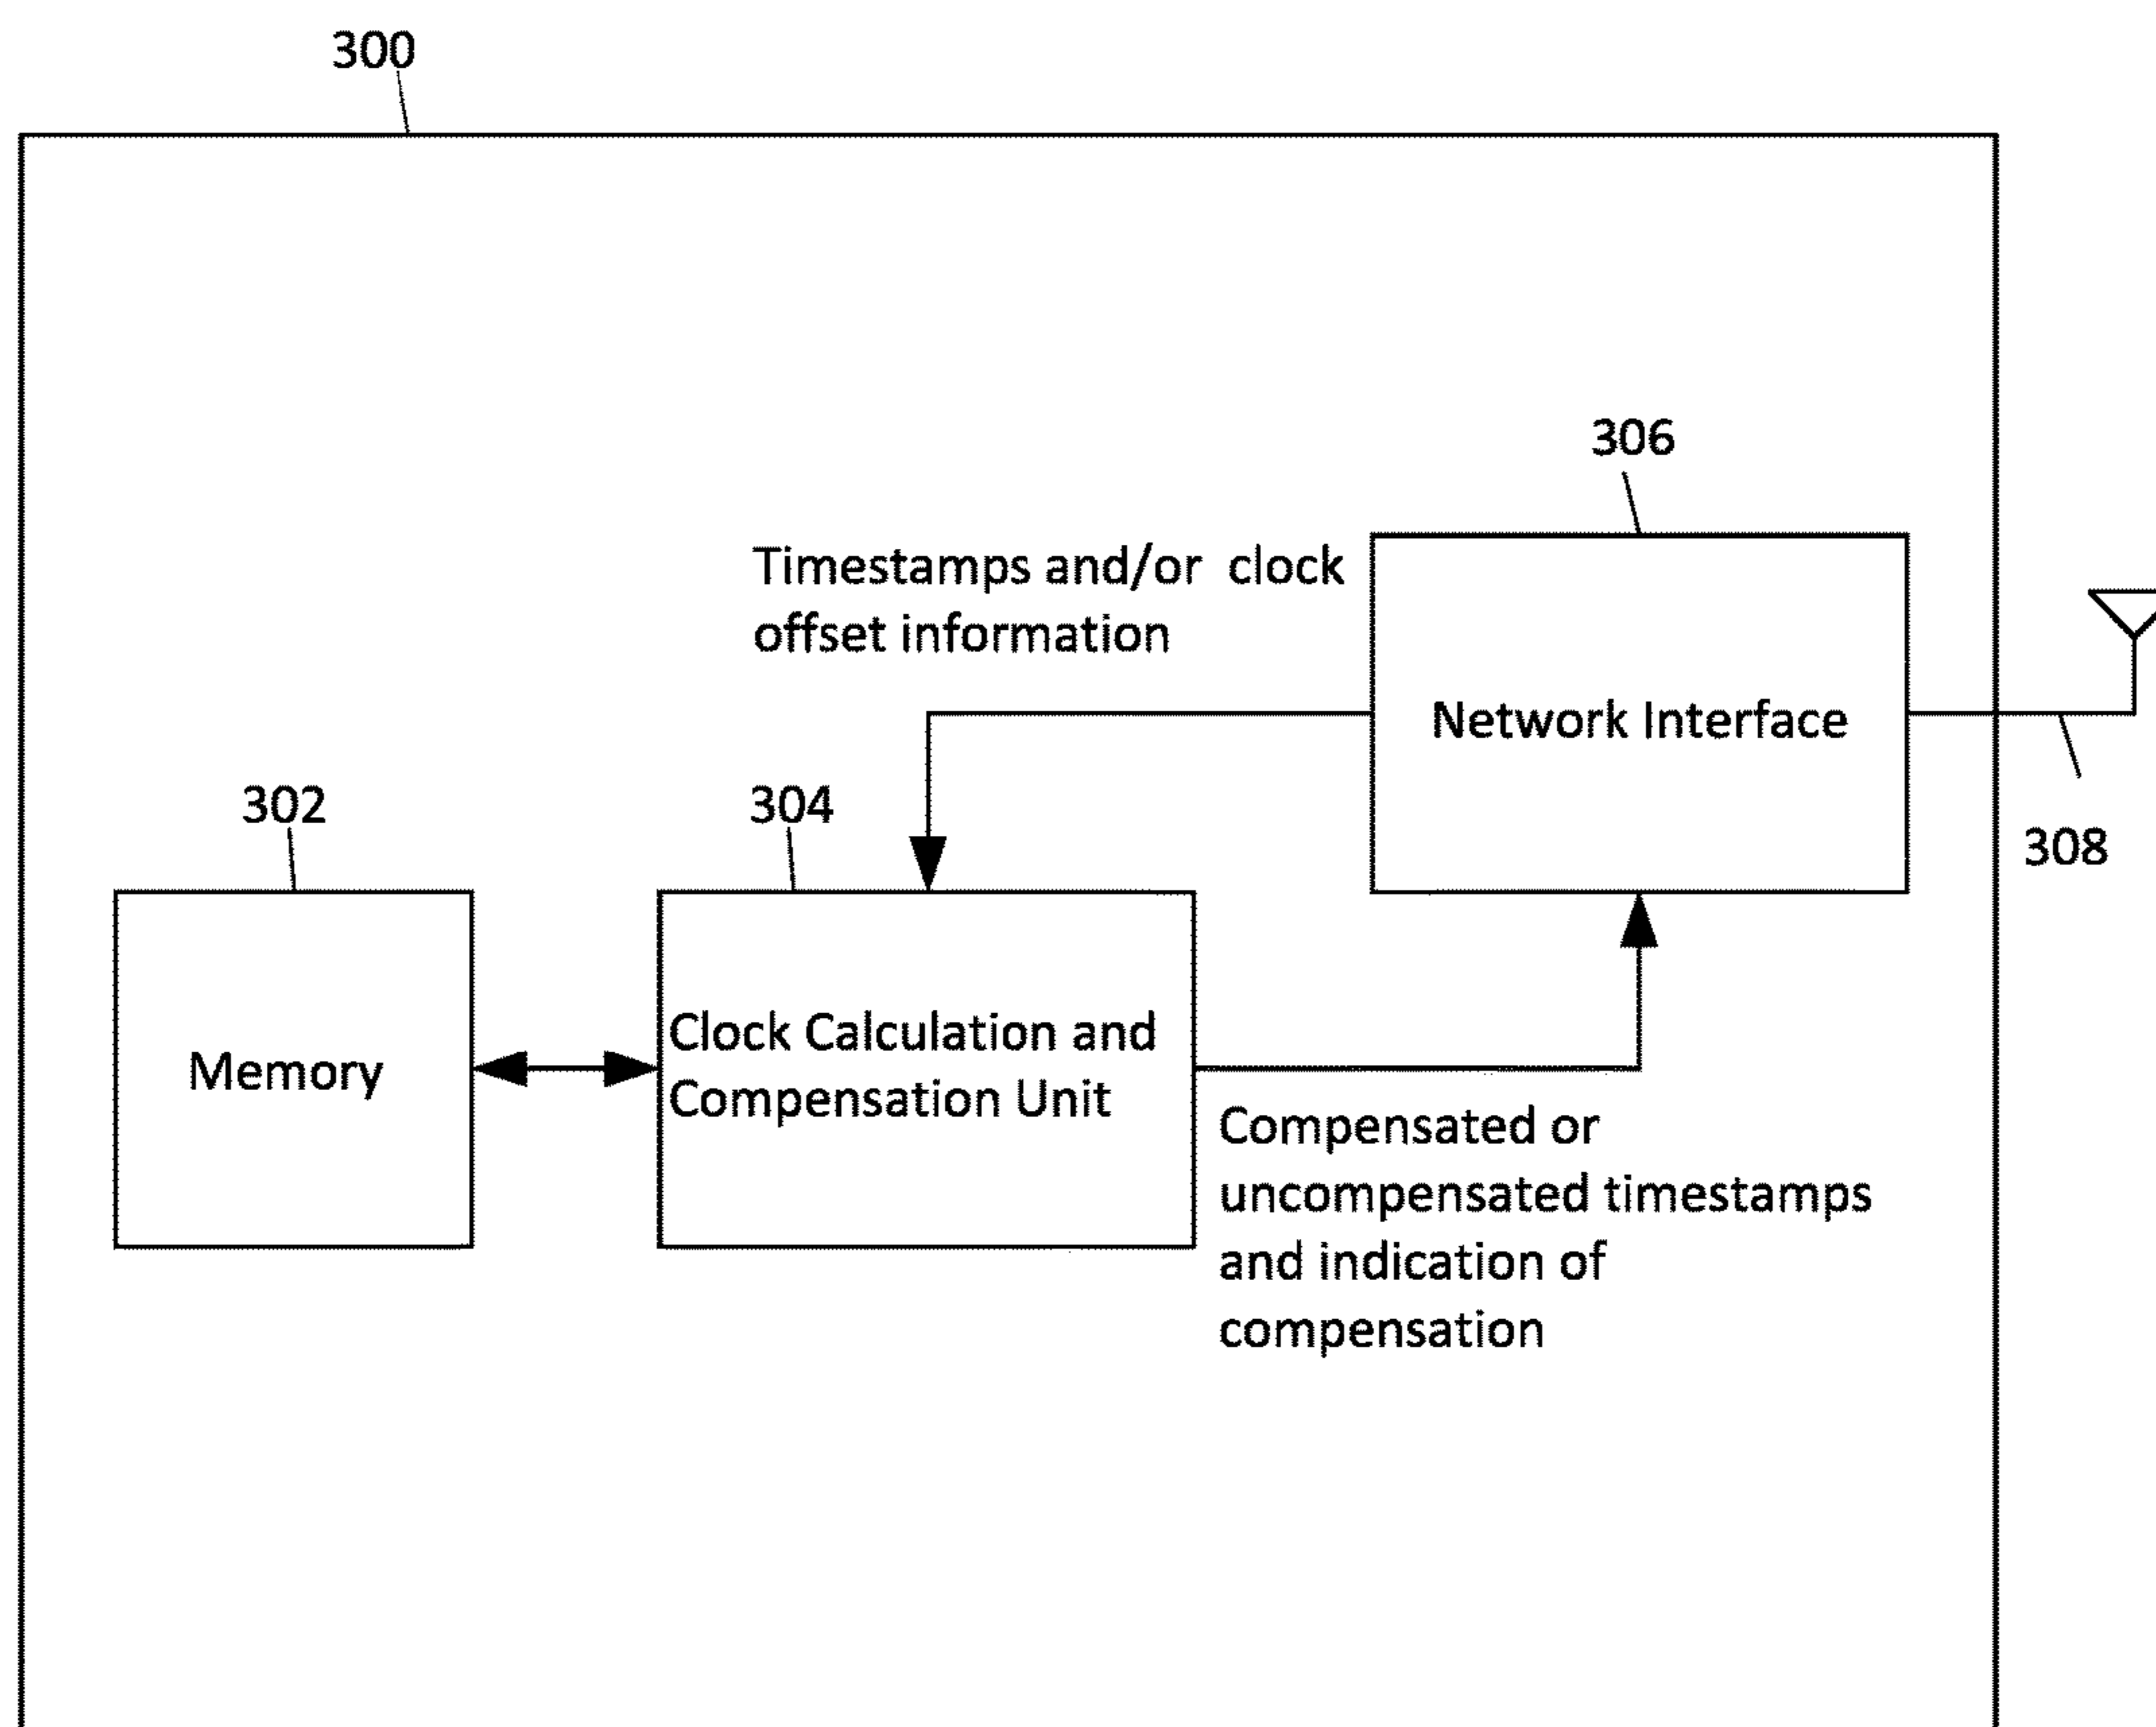 300
306
Timestamps and/or clock
offset information
Network Interface
302
304
308
Memory
Clock Calculation and
Compensation Unit
Compensated or
uncompensated timestamps
and indication of
compensation